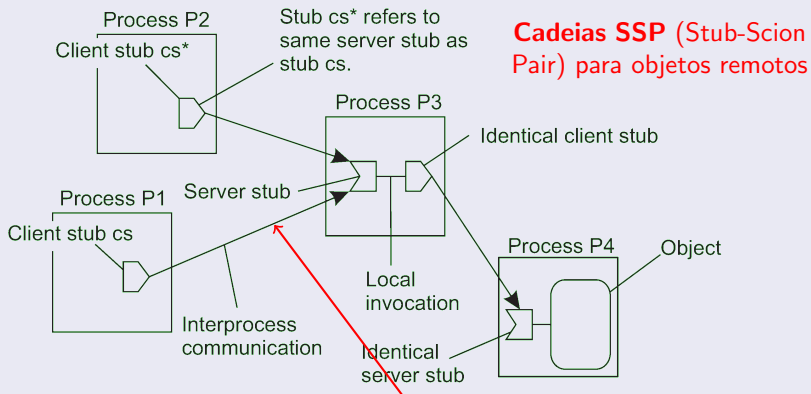 Process P2
Client stub cs*
Stub cs* refers to
same server stub as
stub cs.
Cadeias SSP (Stub-Scion
Pair) para objetos remotos
Process P3
Identical client stub
Server stub
Process P1
Client stub cs
Process P4
Object
Local
invocation
Interprocess
communication
Identical
server stub